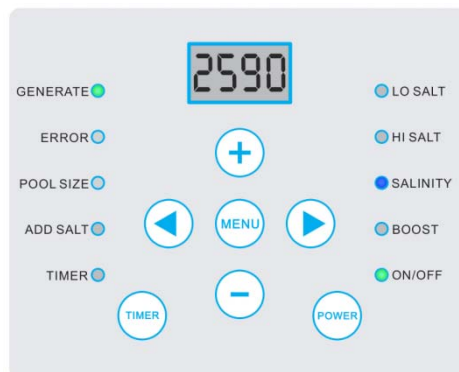 2590
GENERATE
ERROR
POOL SIZE
ADD SALT
TIMER
LO SALT
HI SALT
SALINITY
BOOST
ON/OFF
+
MENU
−
TIMER
POWER